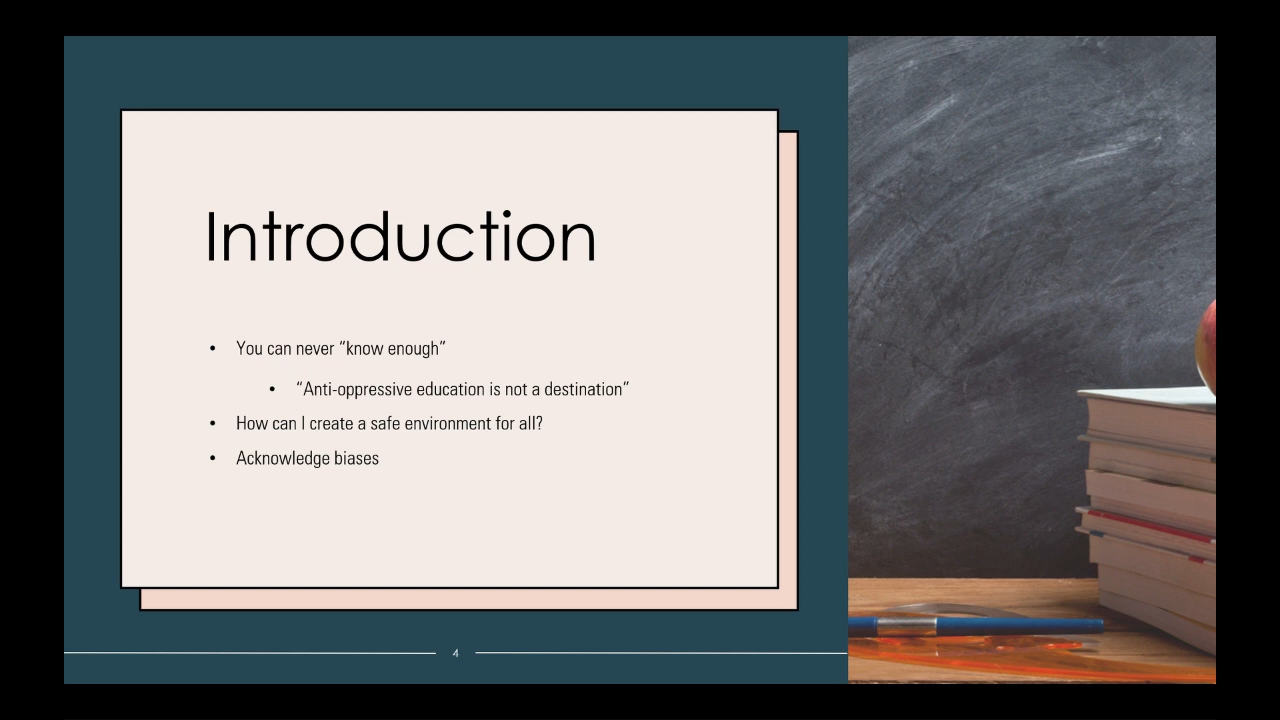 Introduction
• You can never “know enough”
• “Anti-oppressive education is not a destination”
• How can I create a safe environment for all?
• Acknowledge biases
4